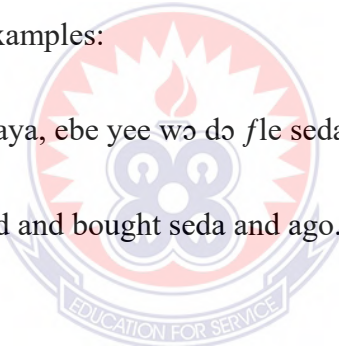 xamples:
aya, ebe yee wɔ dɔ ƒle seda
d and bought seda and ago.
EDUCATION FOR SERVICE